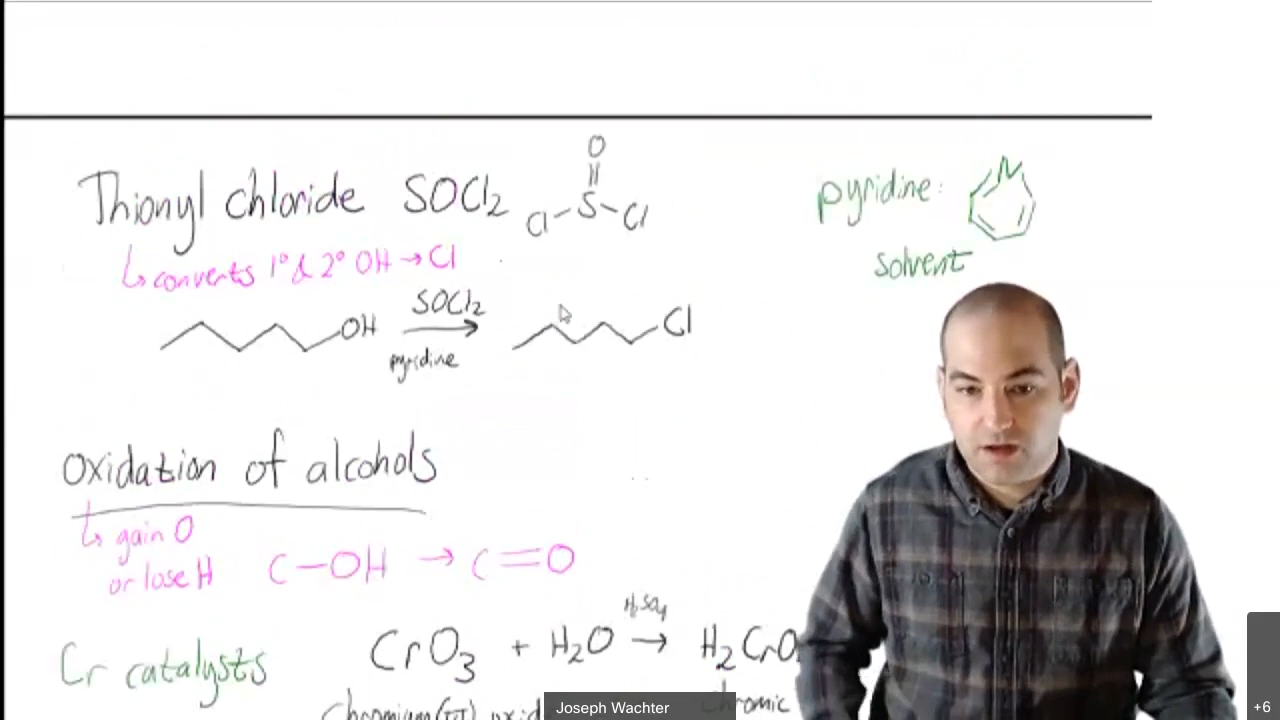 Thionyl chloride SOCl2
O
Cl S Cl
pyridine: N
solvent
↳ converts 1° & 2° OH → Cl
OH SOCl2 → pyridine Cl
Oxidation of alcohols
↳ gain O
or lose H C-OH → C=O
H2SO4
Cr catalysts CrO3 + H2O → H2CrO
chromic
Joseph Wachter
+6